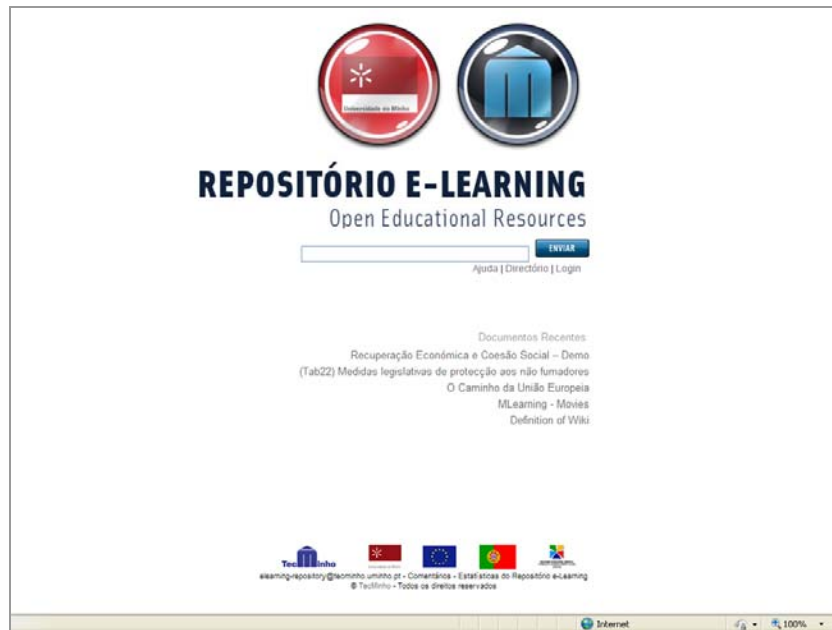 Universidade do Minho
REPOSITÓRIO E-LEARNING
Open Educational Resources
ENVIAR
Ajuda | Directório | Login
Documentos Recentes
Recuperação Económica e Coesão Social – Demo
(Tab22) Medidas legislativas de protecção aos não fumadores
O Caminho da União Europeia
MLearning - Movies
Definition of Wiki
TecMinho
elearning-repository@tecminho.uminho.pt - Comentários - Estatísticas do Repositório e-Learning
© TecMinho - Todos os direitos reservados
Internet
100%